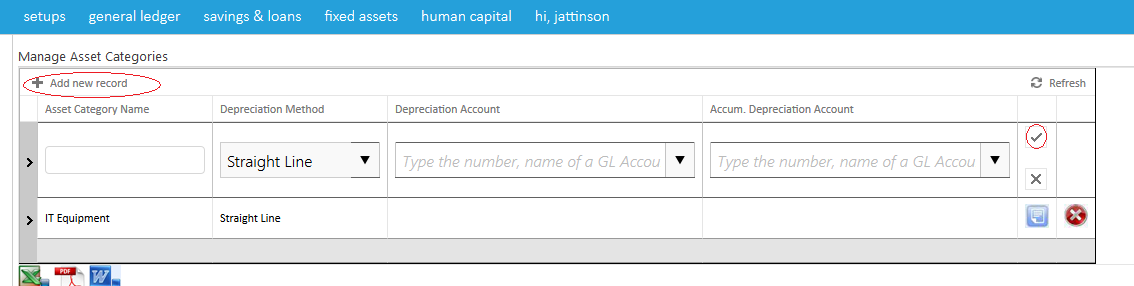 setups general ledger savings & loans fixed assets human capital hi, jattinson
Manage Asset Categories
Add new record Refresh
Asset Category Name Depreciation Method Depreciation Account Accum. Depreciation Account
Straight Line Type the number, name of a GL Accou Type the number, name of a GL Accou
IT Equipment Straight Line
PDF